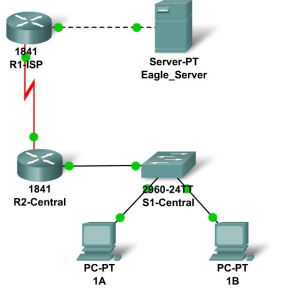 1841
R1-ISP
Server-PT
Eagle_Server
1841
R2-Central
2960-24TT
S1-Central
PC-PT
1A
PC-PT
1B